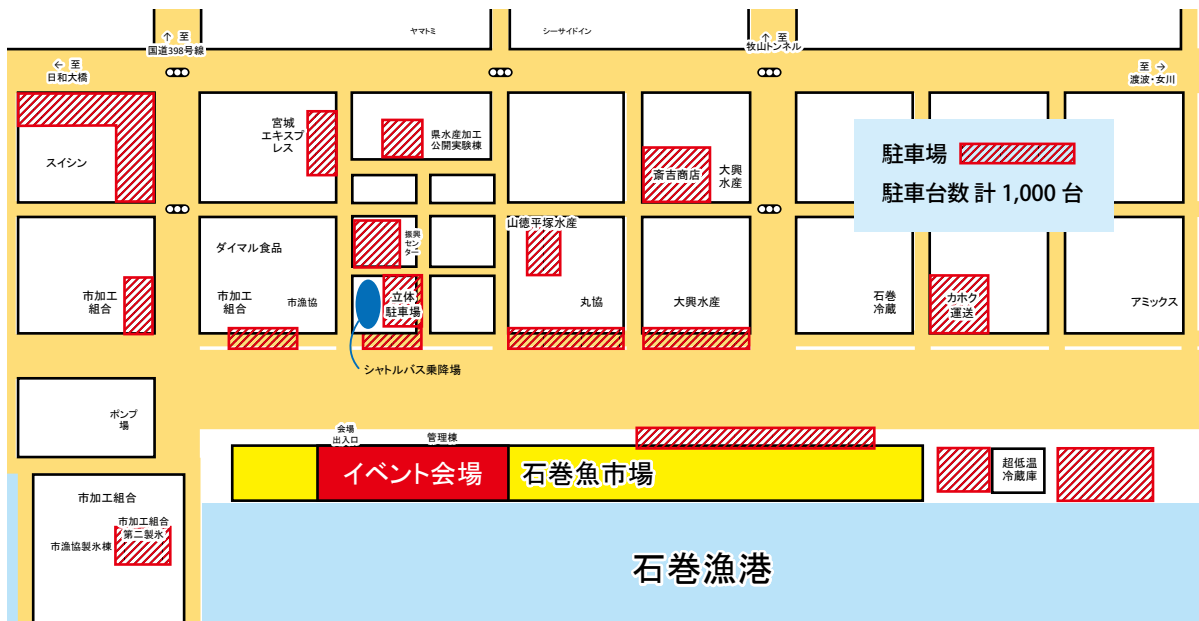 ↑ 至
国道398号線
ヤマトミ
シーサイドイン
↑ 至
牧山トンネル
← 至
日和大橋
至 →
渡波・女川
スイシン
宮城
エキスプ
レス
県水産加工
公開実験棟
斎吉商店
大興
水産
駐車場
駐車台数 計 1,000 台
ダイマル食品
振興
セン
ター
山徳平塚水産
市加工
組合
市加工
組合
市漁協
立体
駐車場
丸協
大興水産
石巻
冷蔵
カホク
運送
アミックス
シャトルバス乗降場
ポンプ
場
会場
出入口
管理棟
イベント会場
石巻魚市場
超低温
冷蔵庫
市加工組合
市加工組合
第二製氷
市漁協製氷棟
石巻漁港